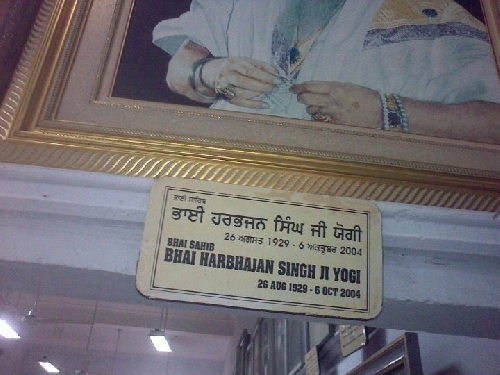 ਭਾਈ ਸਾਹਿਬ
ਭਾਈ ਹਰਭਜਨ ਸਿੰਘ ਜੀ ਯੋਗੀ
26 ਅਗਸਤ 1929 - 6 ਅਕਤੂਬਰ 2004
BHAI SAHIB
BHAI HARBHAJAN SINGH JI YOGI
26 AUG 1929 - 6 OCT 2004